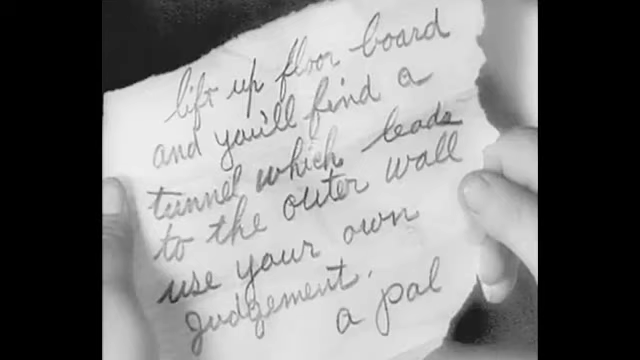 lift up floor board
and you'll find a
tunnel which leads
to the outer wall
use your own
judgement.
a pal